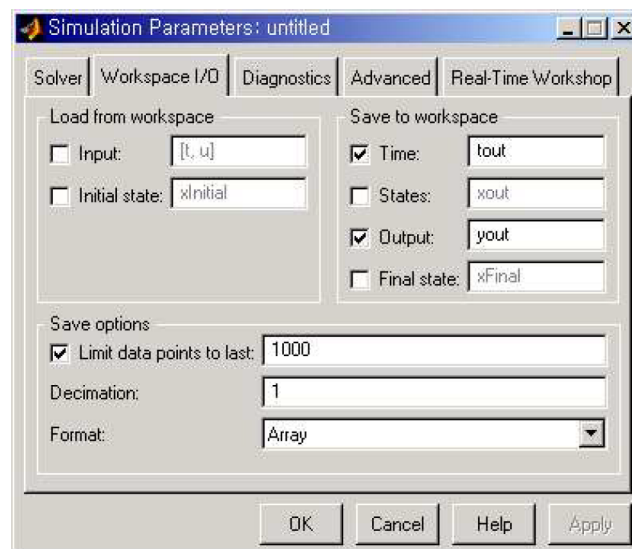 Simulation Parameters: untitled
Solver Workspace I/O Diagnostics Advanced Real-Time Workshop
Load from workspace
Input: [t, u]
Initial state: xInitial
Save to workspace
Time: tout
States: xout
Output: yout
Final state: xFinal
Save options
Limit data points to last: 1000
Decimation: 1
Format: Array
OK Cancel Help Apply